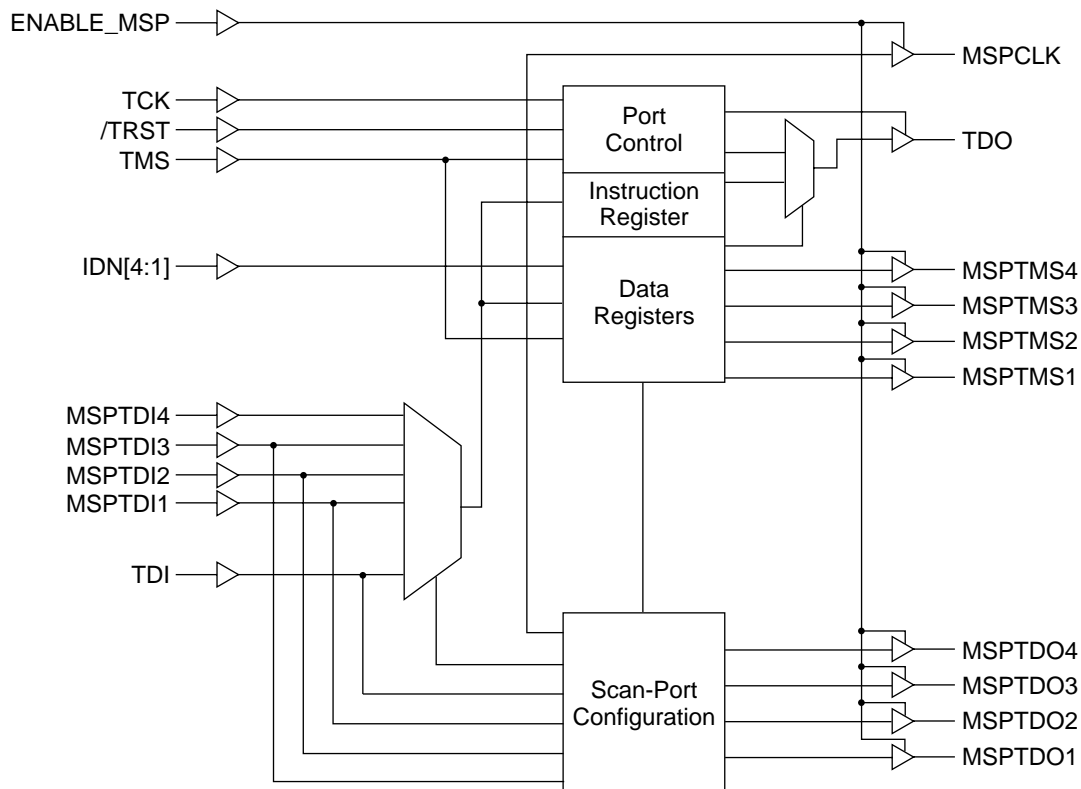 ENABLE_MSP
MSPCLK
TCK
/TRST
TMS
Port
Control
TDO
Instruction
Register
IDN[4:1]
Data
Registers
MSPTMS4
MSPTMS3
MSPTMS2
MSPTMS1
MSPTDI4
MSPTDI3
MSPTDI2
MSPTDI1
TDI
Scan-Port
Configuration
MSPTDO4
MSPTDO3
MSPTDO2
MSPTDO1